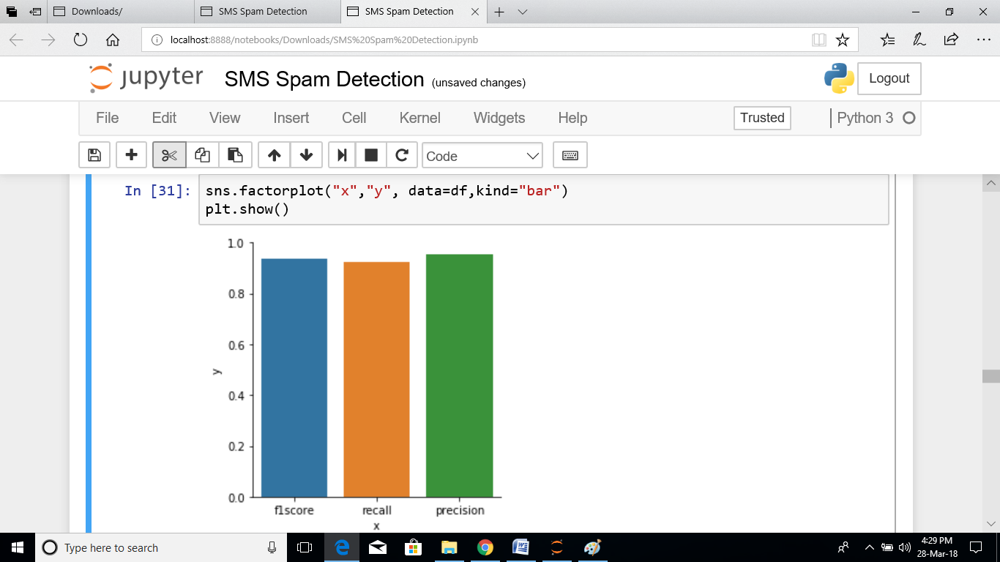 Downloads/
SMS Spam Detection
SMS Spam Detection
localhost:8888/notebooks/Downloads/SMS%20Spam%20Detection.ipynb
jupyter SMS Spam Detection (unsaved changes)
Logout
File Edit View Insert Cell Kernel Widgets Help
Trusted
Python 3
Code
In [31]: sns.factorplot("x","y", data=df,kind="bar")
plt.show()
1.0
0.8
0.6
y
0.4
0.2
0.0
f1score recall precision
x
Type here to search
4:29 PM
28-Mar-18